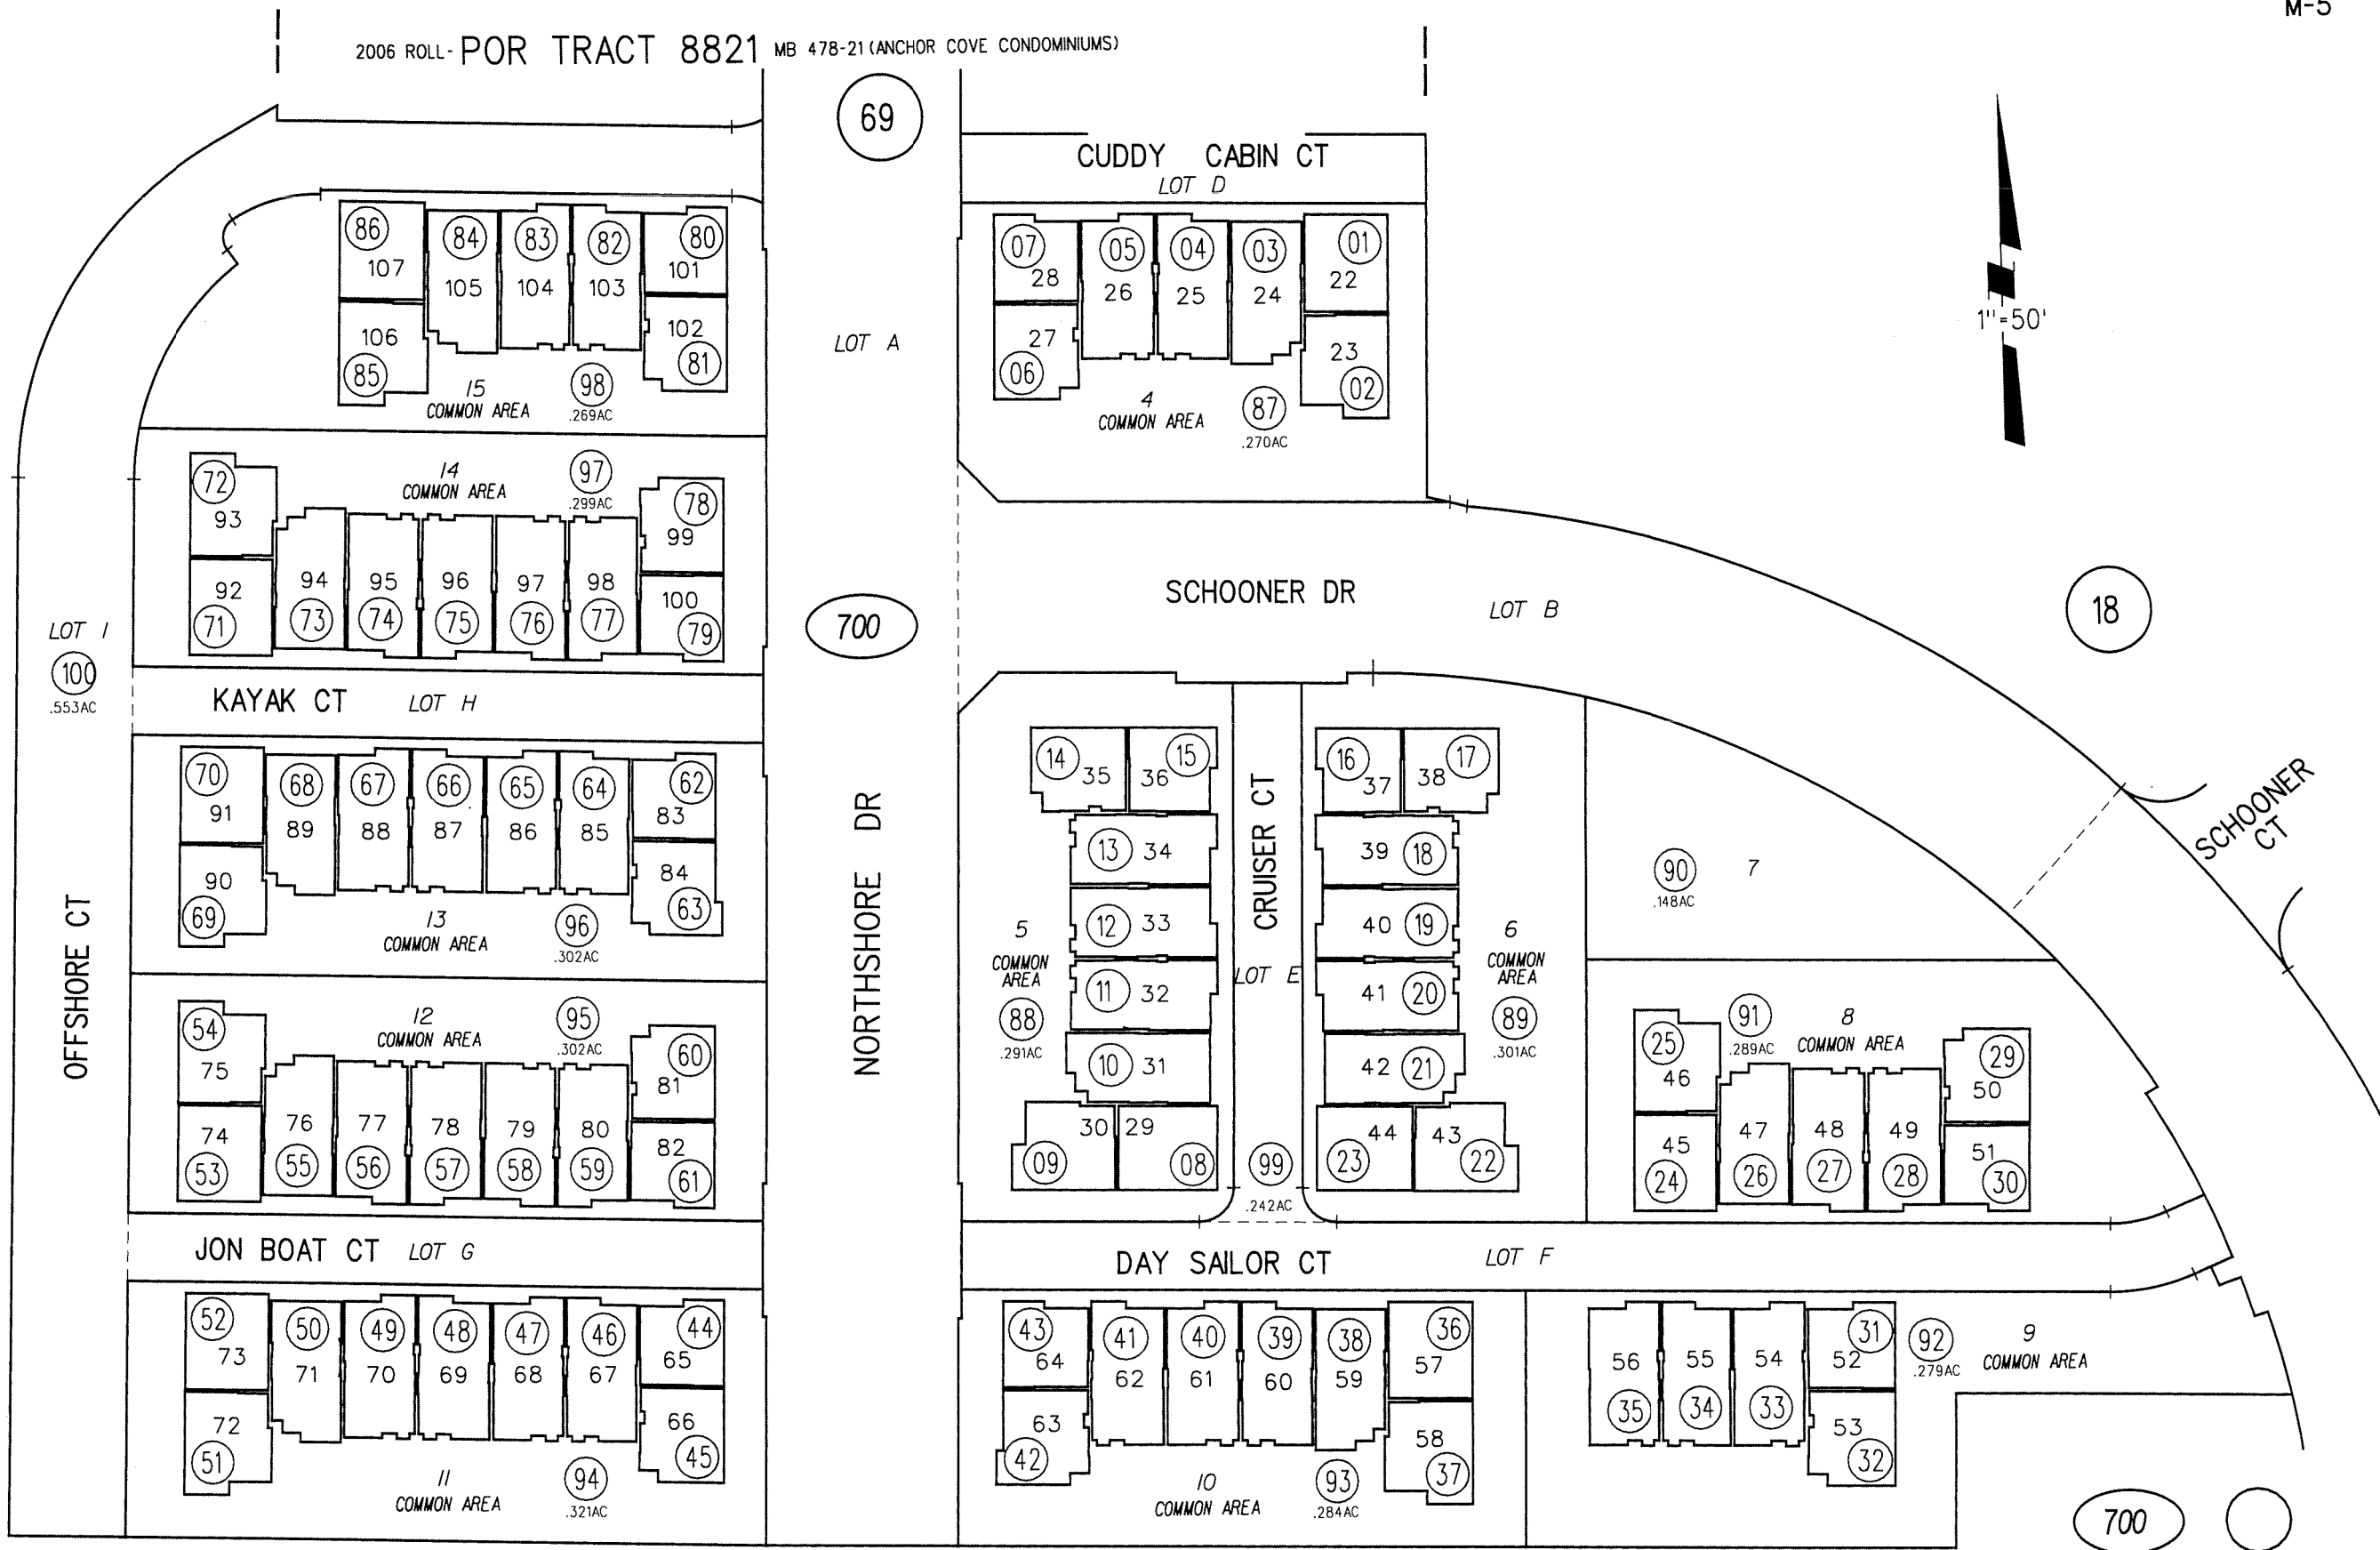 M-5
2006 ROLL- POR TRACT 8821 MB 478-21 (ANCHOR COVE CONDOMINIUMS)
69
CUDDY CABIN CT
LOT D
86 84 83 82 80
107 105 104 103 101
106 102
85 81
15
COMMON AREA
98
.269AC
LOT A
07 05 04 03 01
28 26 25 24 22
27 23
06 02
4
COMMON AREA
87
.270AC
1"=50'
14
COMMON AREA
97
.299AC
72 78
93 99
92 94 95 96 97 98 100
71 73 74 75 76 77 79
SCHOONER DR
LOT B
18
700
LOT I
100
.553AC
KAYAK CT LOT H
70 68 67 66 65 64 62
91 89 88 87 86 85 83
90 84
69 63
13
COMMON AREA
96
.302AC
OFFSHORE CT
NORTHSHORE DR
14 35 36 15
13 34
12 33
11 32
10 31
30 29
09 08
5
COMMON
AREA
88
.291AC
CRUISER CT
LOT E
99
.242AC
16 37 38 17
39 18
40 19
41 20
42 21
44 43
23 22
6
COMMON
AREA
89
.301AC
90 7
.148AC
SCHOONER
CT
12
COMMON AREA
95
.302AC
54 60
75 81
74 76 77 78 79 80 82
53 55 56 57 58 59 61
91
.289AC
8
COMMON AREA
25 29
46 50
45 47 48 49 51
24 26 27 28 30
JON BOAT CT LOT G
DAY SAILOR CT
LOT F
52 50 49 48 47 46 44
73 71 70 69 68 67 65
72 66
51 45
11
COMMON AREA
94
.321AC
43 41 40 39 38 36
64 62 61 60 59 57
63 58
42 37
10
COMMON AREA
93
.284AC
31
56 55 54 52
35 34 33 53
32
92
.279AC
9
COMMON AREA
700